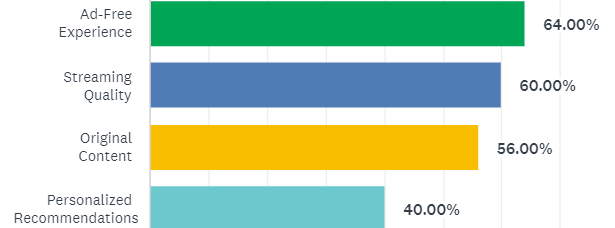 Ad-Free
Experience
64.00%
Streaming
Quality
60.00%
Original
Content
56.00%
Personalized
Recommendations
40.00%